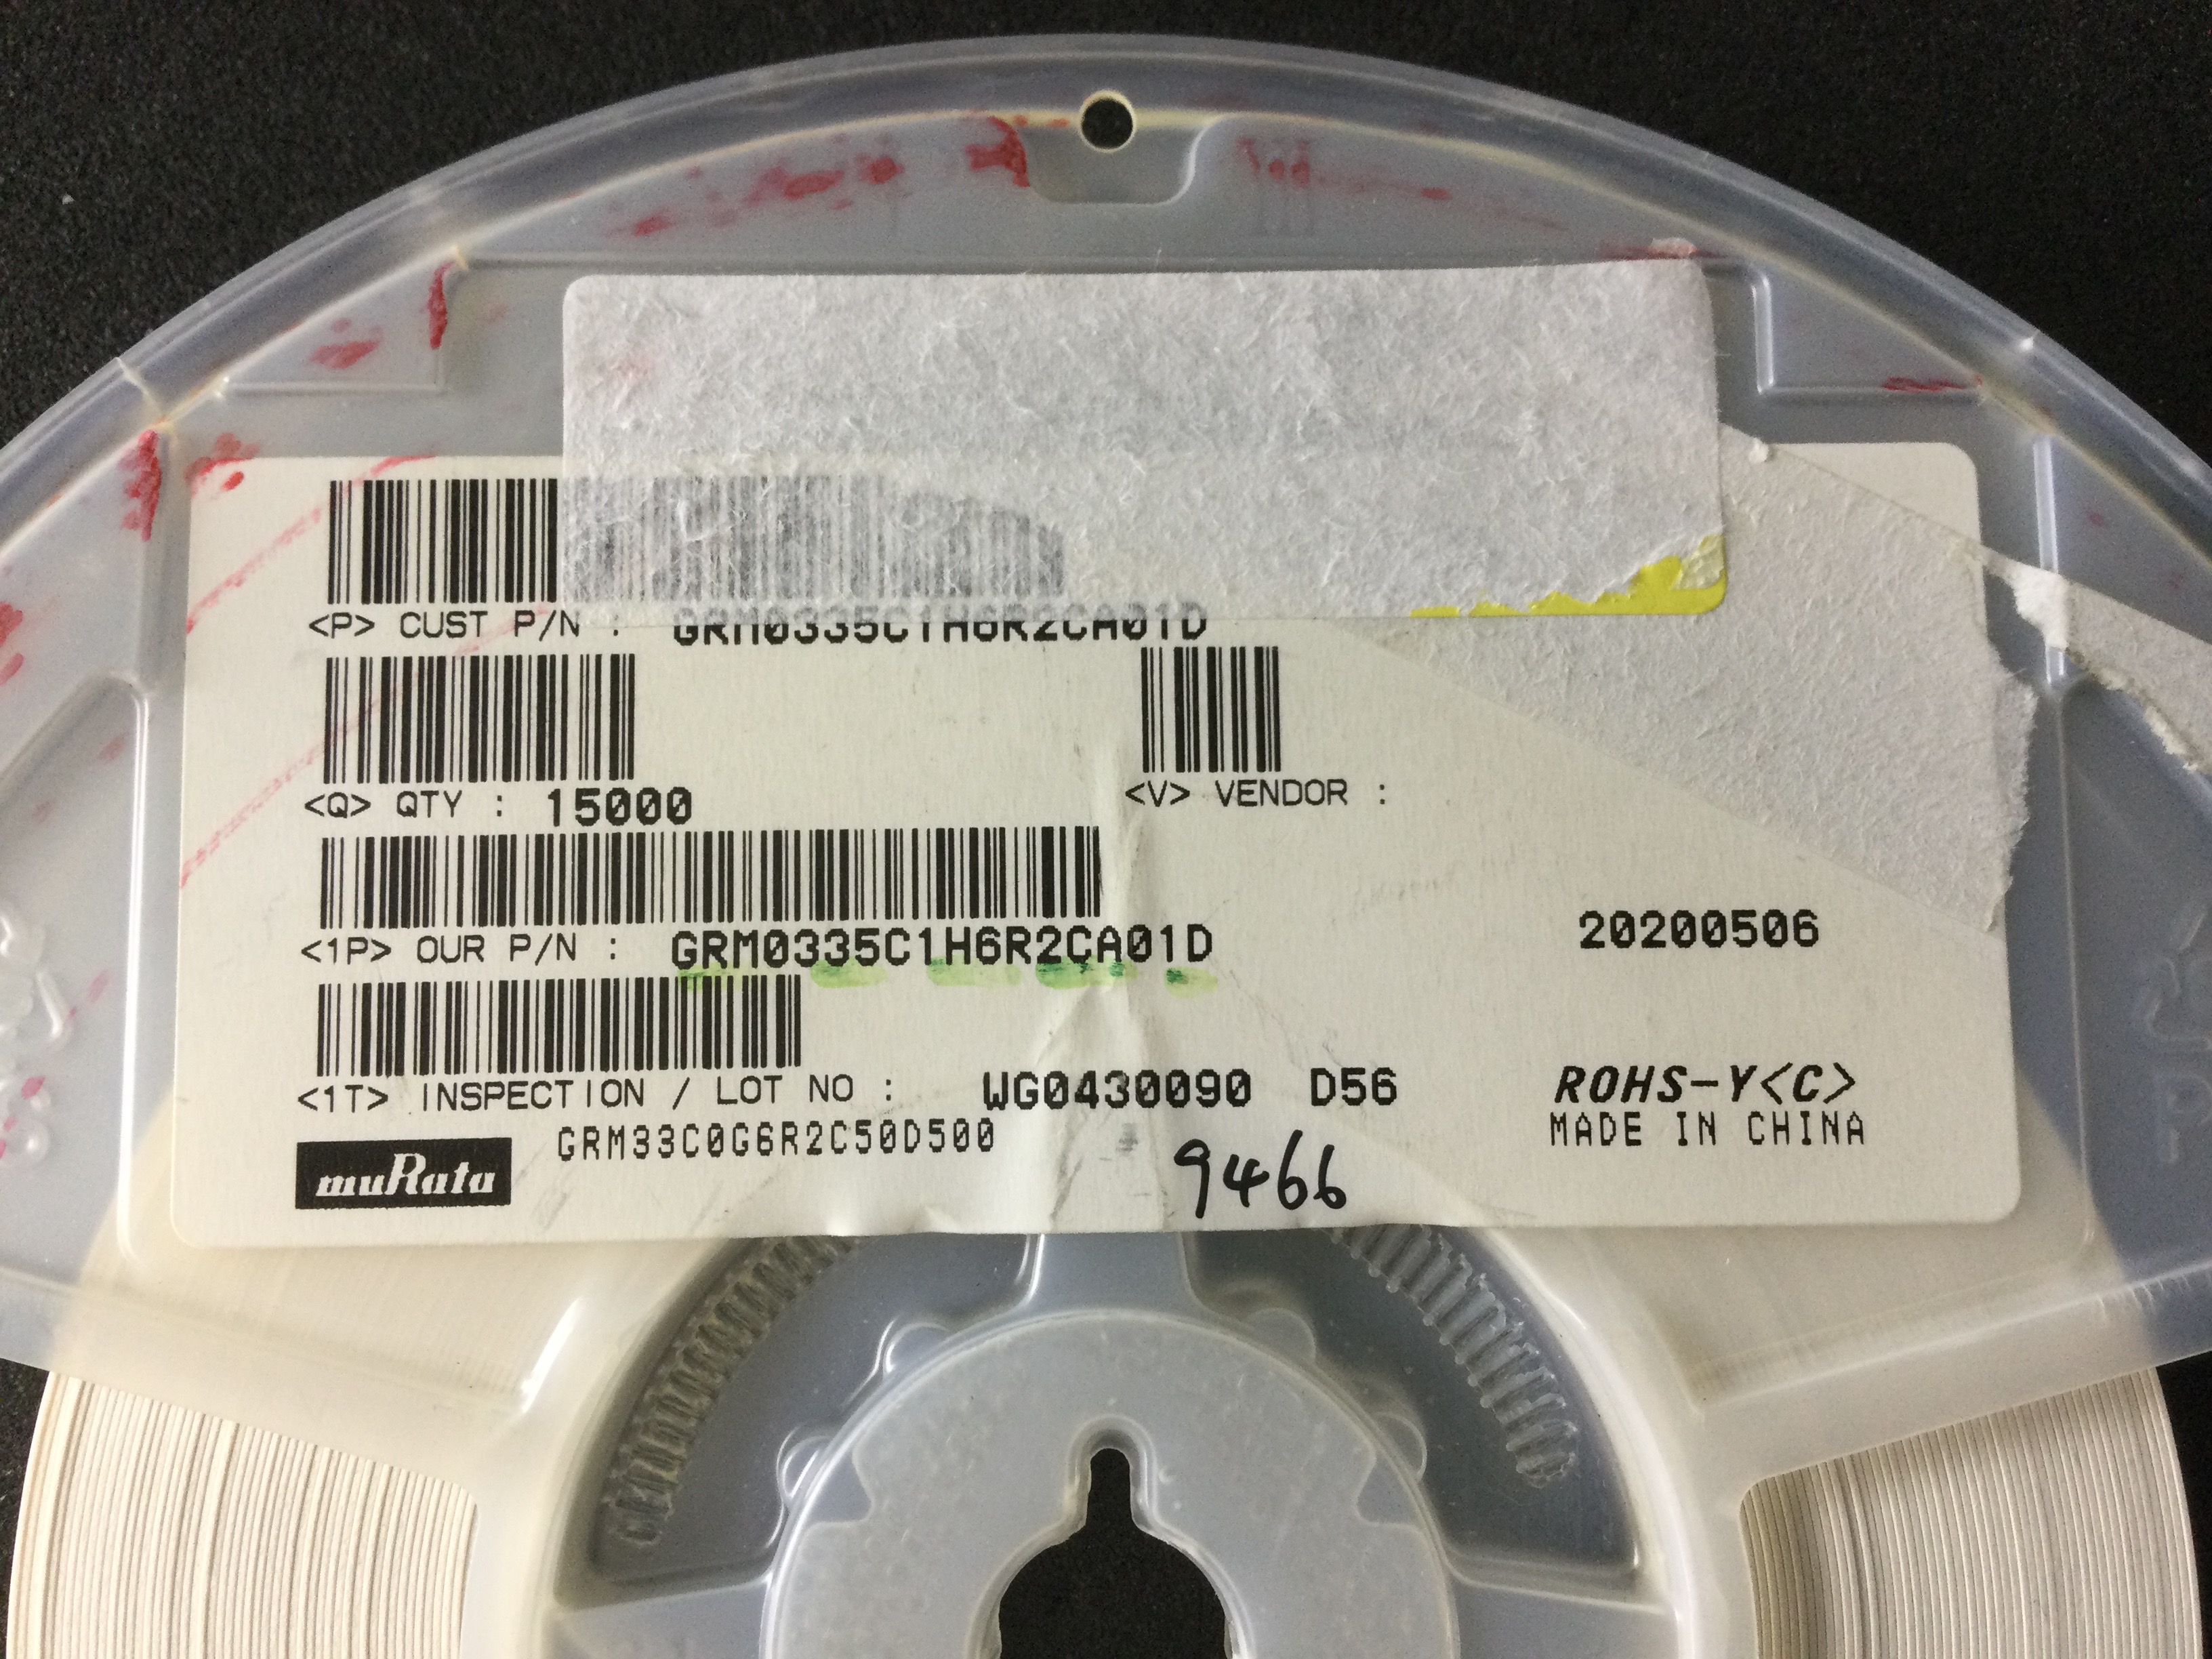 <P> CUST P/N : GRM0335C1H6R2CA01D
<Q> QTY : 15000
<V> VENDOR :
<1P> OUR P/N : GRM0335C1H6R2CA01D
20200506
<1T> INSPECTION / LOT NO : WG0430090 D56
ROHS-Y<C>
MADE IN CHINA
muRata
GRM33C0G6R2C50D500
9466